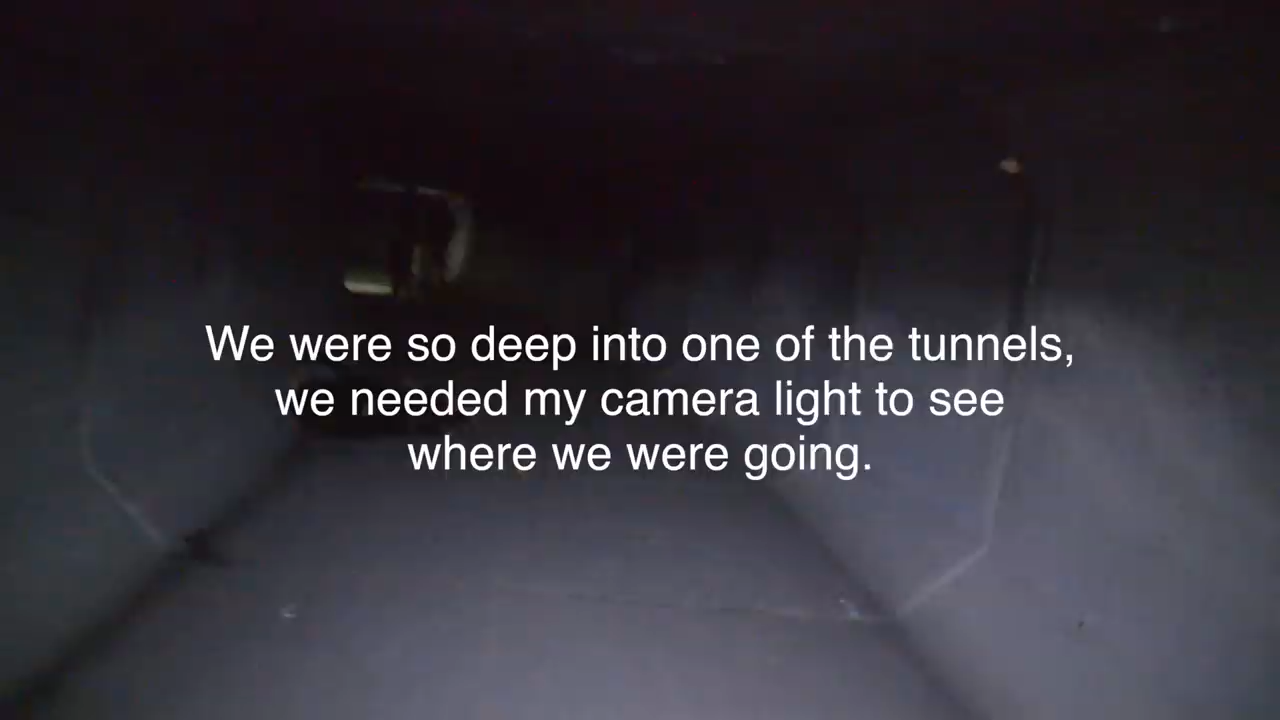 We were so deep into one of the tunnels,
we needed my camera light to see
where we were going.